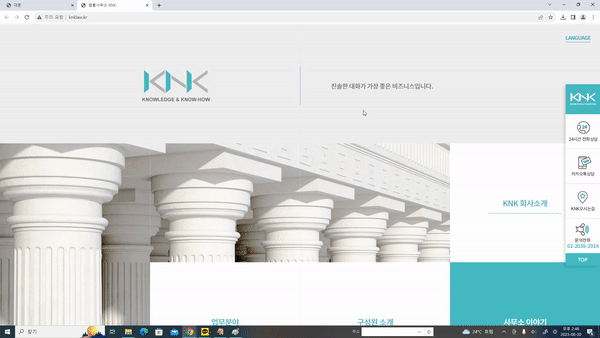 대륜
법률사무소 KNK
주의 요함
knklaw.kr
LANGUAGE
KNK
KNOWLEDGE & KNOW-HOW
진솔한 대화가 가장 좋은 비즈니스입니다.
KNK
24
24시간 전화상담
카카오톡상담
KNK오시는길
문의전화
02-2038-2914
TOP
KNK 회사소개
업무분야
구성원 소개
사무소 이야기
찾기
주소
24°C 흐림
오후 2:46
2023-06-30